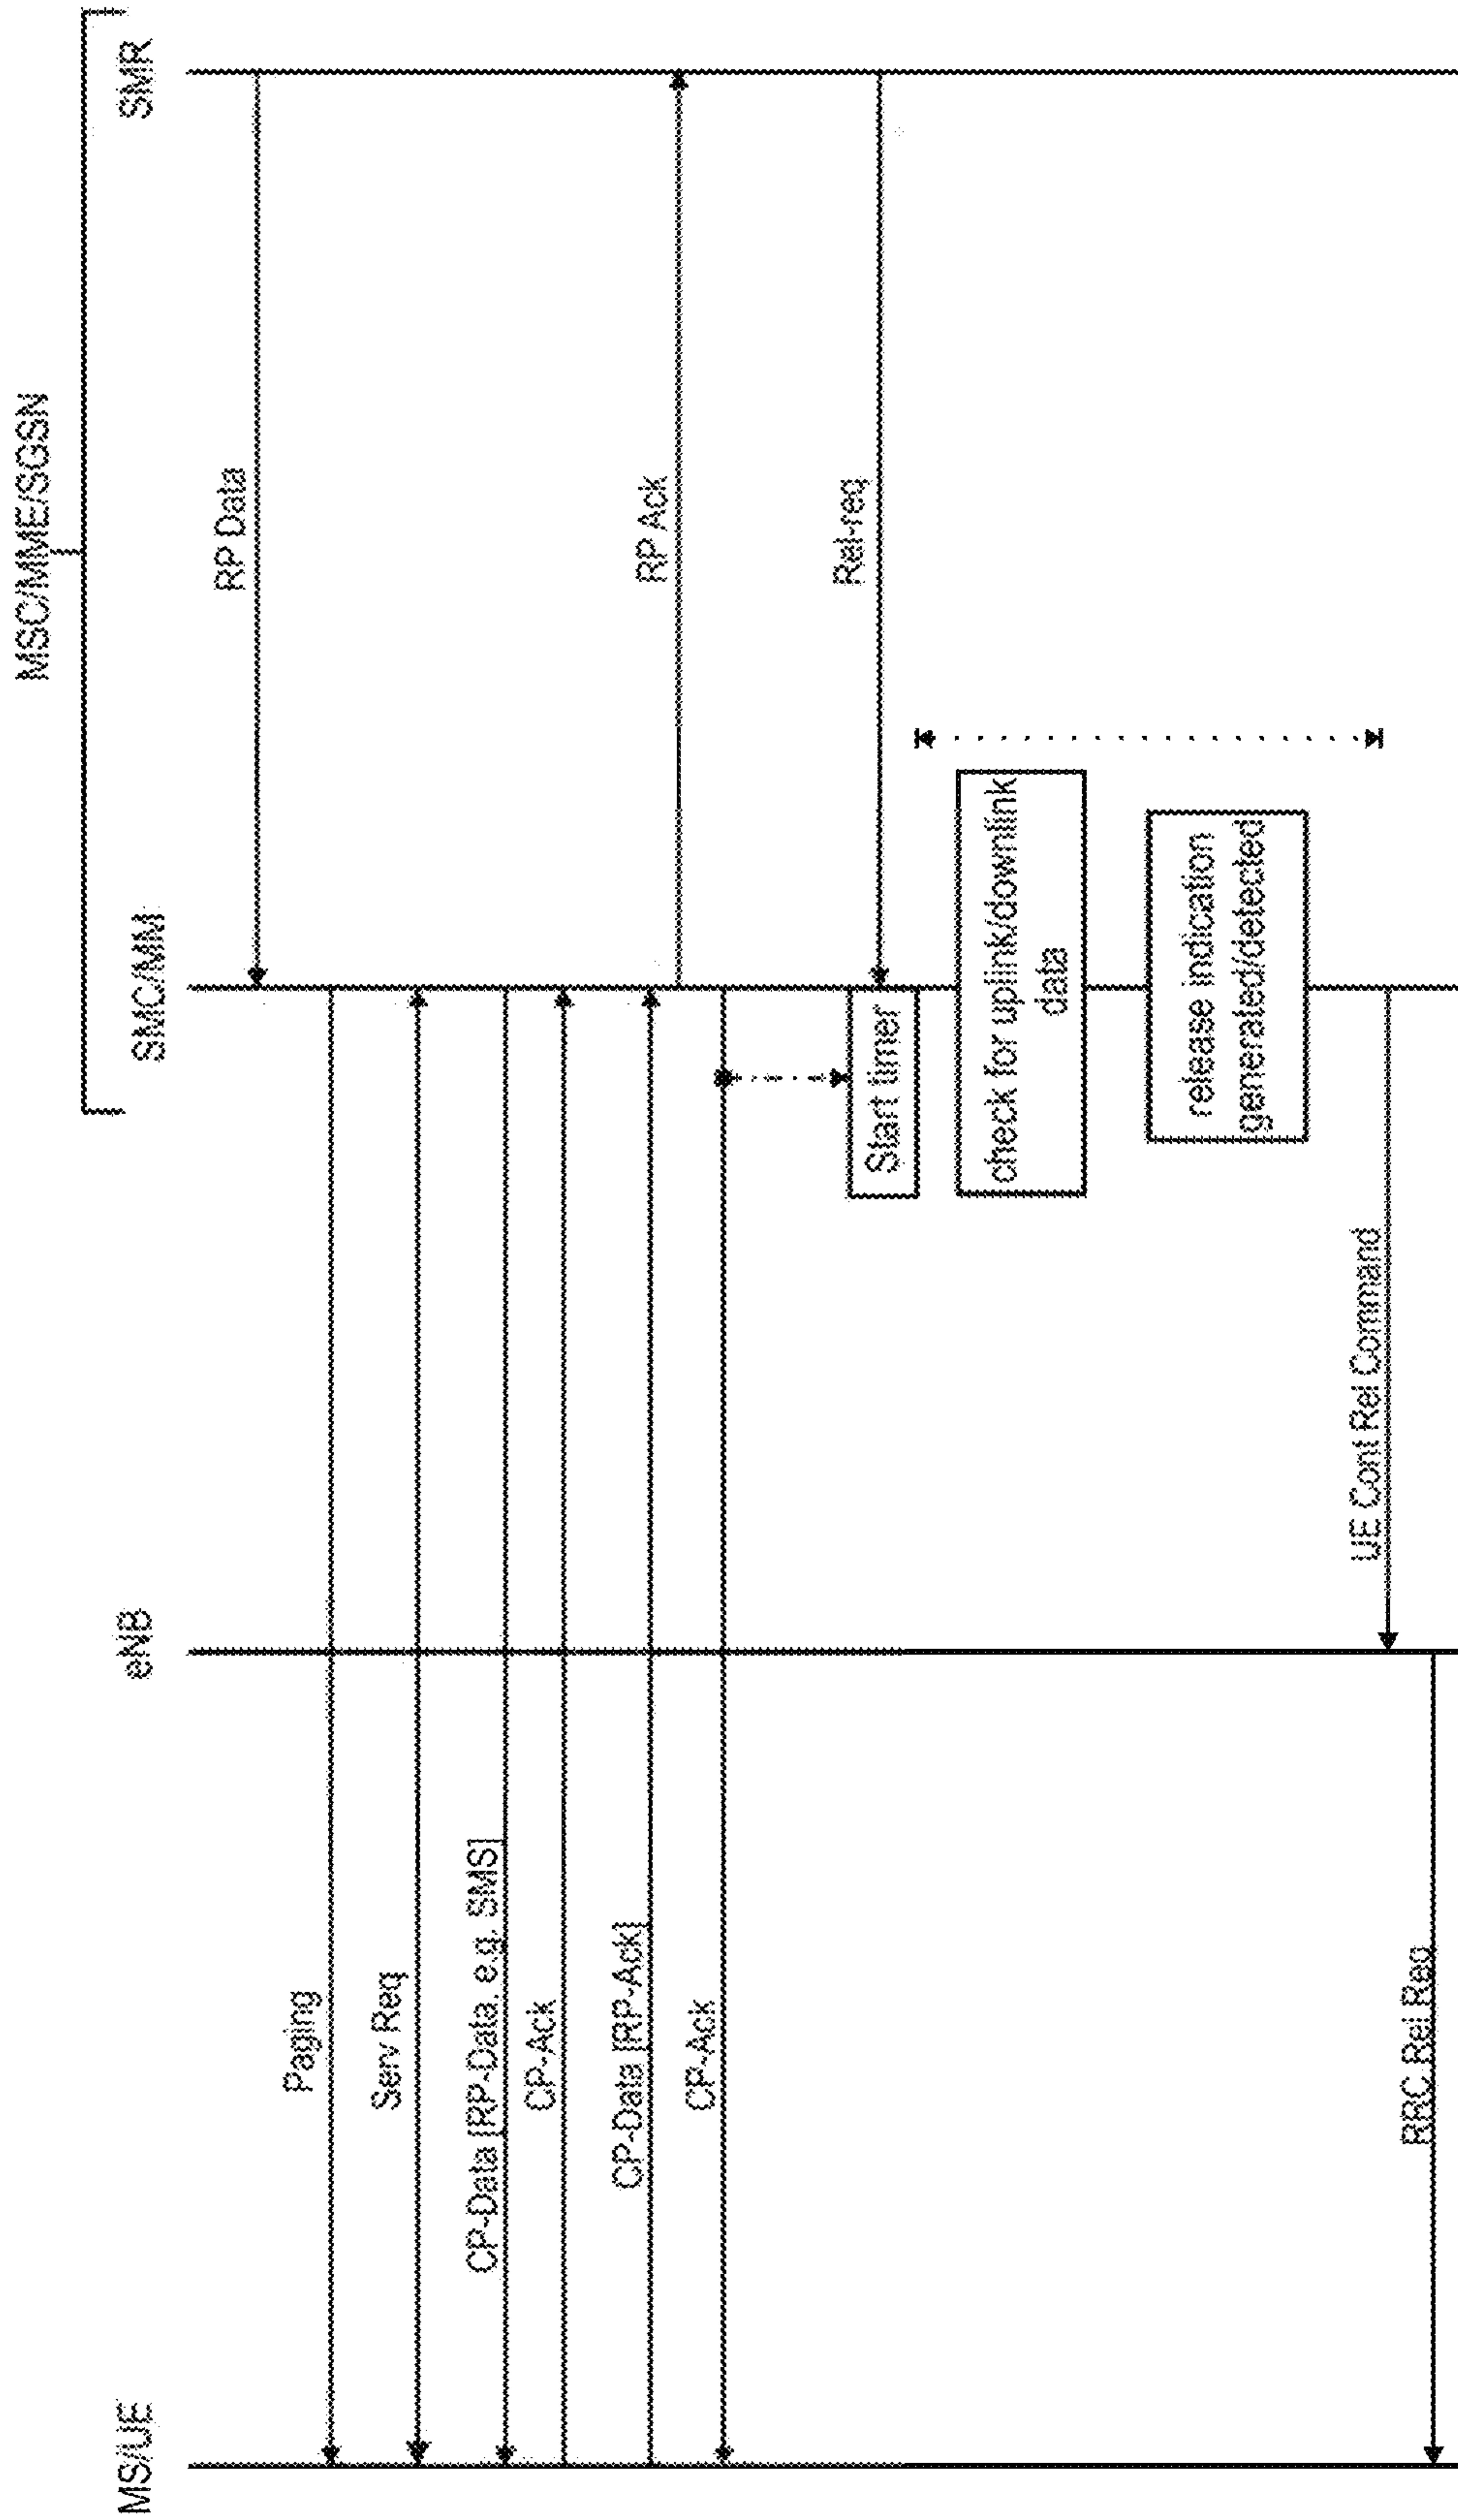 MSC/MME/SGSN
MS/UE
eNB
SMC/MM
SMR
RP Data
Paging
Serv Req
CP-Data [RP-Data, e.g. SMS]
CP-Ack
CP-Data [RP-Ack]
RP Ack
CP-Ack
Rel-req
Start timer
check for uplink/downlink
data
release indication
generated/detected
UE Cont Rel Command
RRC Rel Req